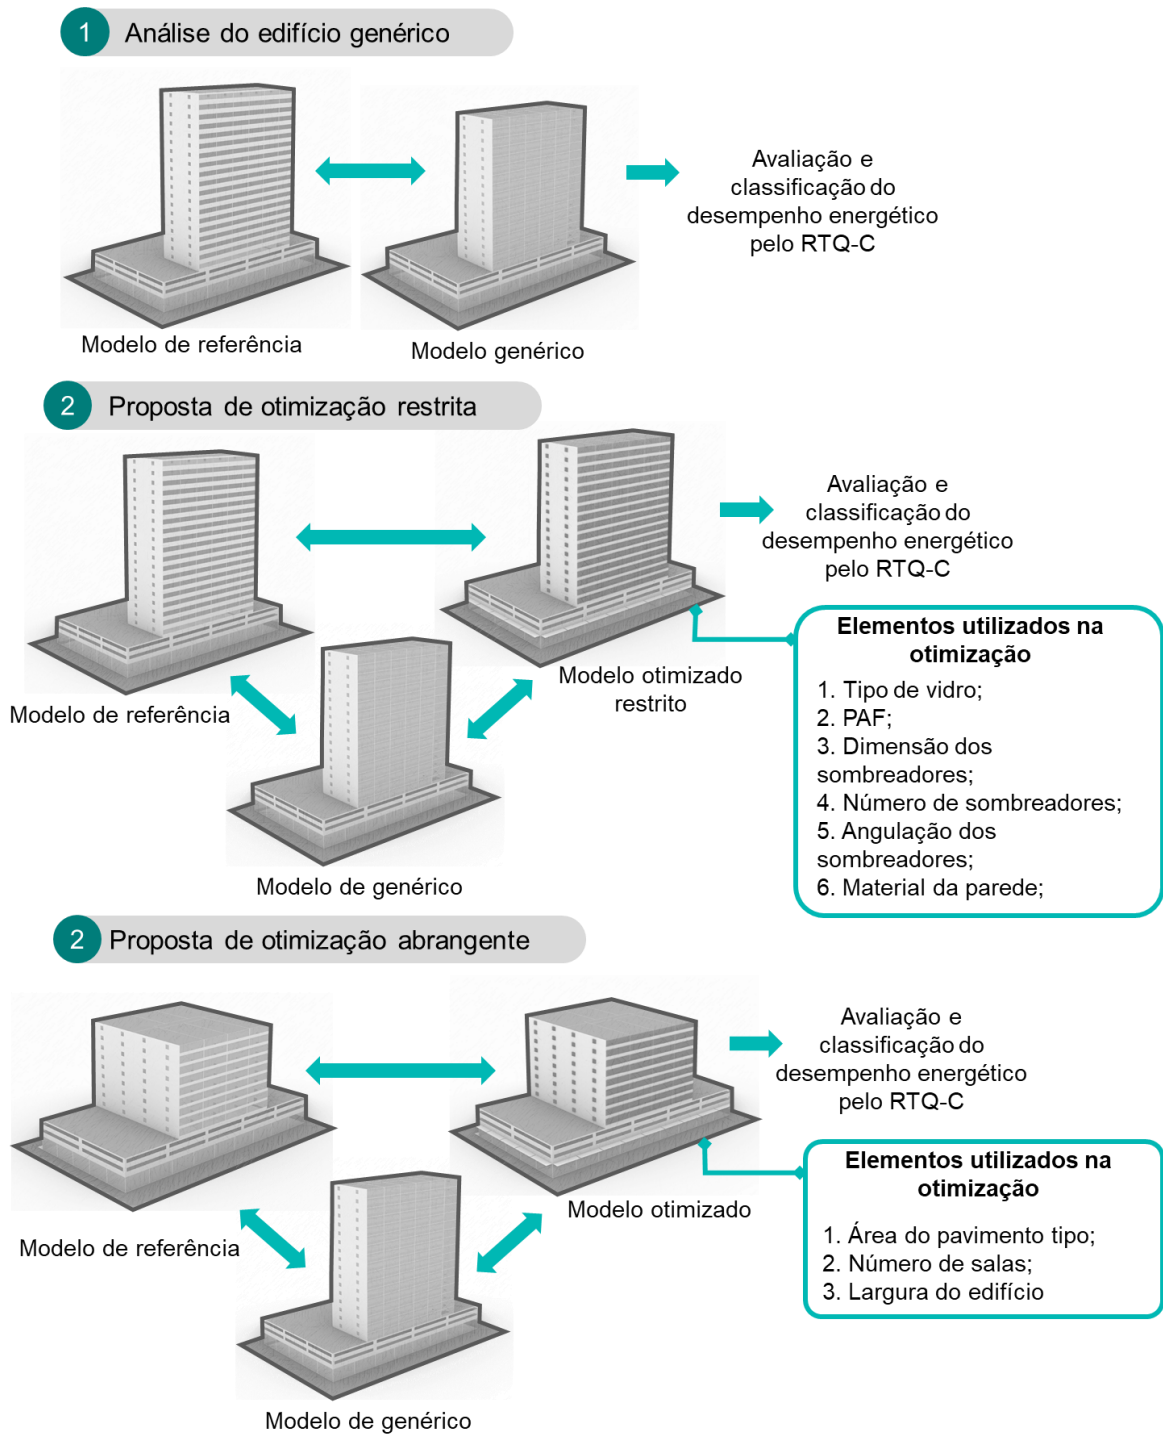 1 Análise do edifício genérico
Avaliação e
classificação do
desempenho energético
pelo RTQ-C
Modelo de referência
Modelo genérico
2 Proposta de otimização restrita
Avaliação e
classificação do
desempenho energético
pelo RTQ-C
Elementos utilizados na
otimização
1. Tipo de vidro;
2. PAF;
3. Dimensão dos
sombreadores;
4. Número de sombreadores;
5. Angulação dos
sombreadores;
6. Material da parede;
Modelo otimizado
restrito
Modelo de referência
Modelo de genérico
2 Proposta de otimização abrangente
Avaliação e
classificação do
desempenho energético
pelo RTQ-C
Elementos utilizados na
otimização
1. Área do pavimento tipo;
2. Número de salas;
3. Largura do edifício
Modelo otimizado
Modelo de referência
Modelo de genérico